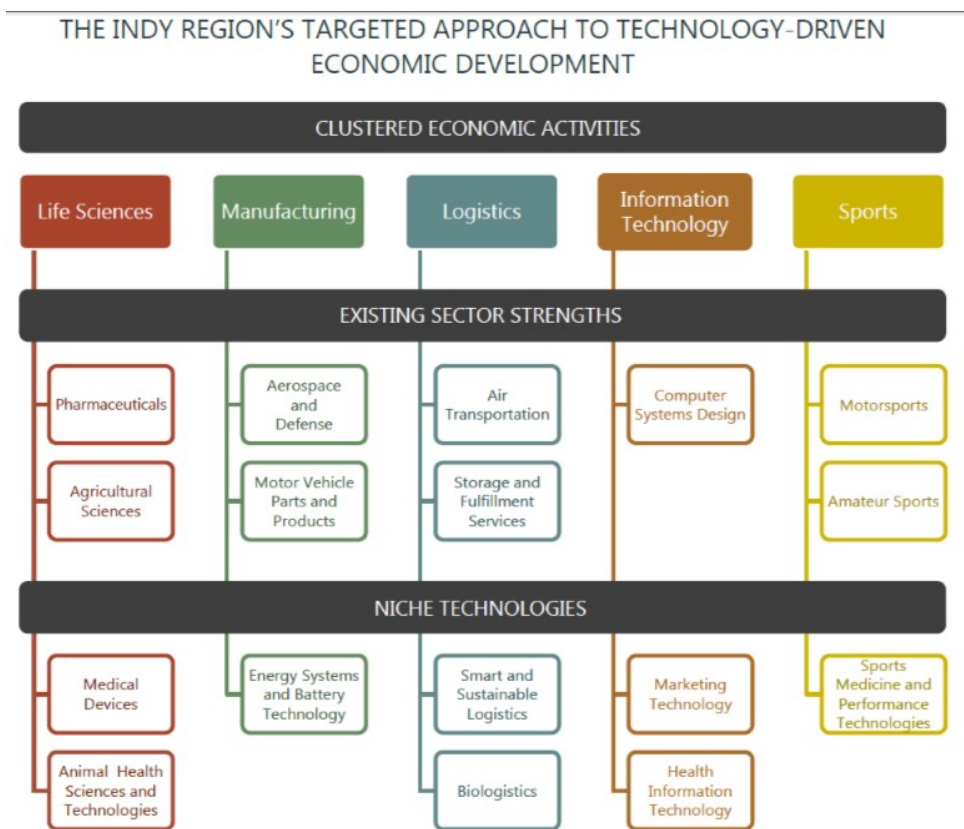 THE INDY REGION'S TARGETED APPROACH TO TECHNOLOGY-DRIVEN
ECONOMIC DEVELOPMENT
CLUSTERED ECONOMIC ACTIVITIES
Life Sciences
Manufacturing
Logistics
Information
Technology
Sports
EXISTING SECTOR STRENGTHS
Pharmaceuticals
Aerospace
and
Defense
Air
Transportation
Computer
Systems Design
Motorsports
Agricultural
Sciences
Motor Vehicle
Parts and
Products
Storage and
Fulfillment
Services
Amateur Sports
NICHE TECHNOLOGIES
Medical
Devices
Energy Systems
and Battery
Technology
Smart and
Sustainable
Logistics
Marketing
Technology
Sports
Medicine and
Performance
Technologies
Animal Health
Sciences and
Technologies
Biologistics
Health
Information
Technology